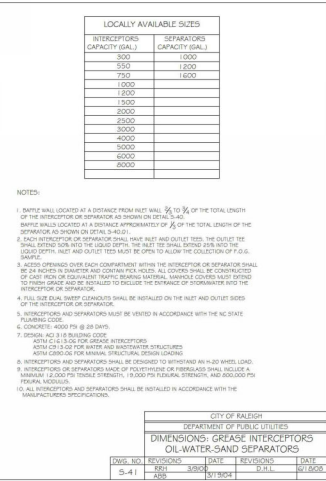 LOCALLY AVAILABLE SIZES
INTERCEPTORS SEPARATORS
CAPACITY (GAL.) CAPACITY (GAL.)
300 1000
550 1200
750 1600
1000
1200
1500
2000
2500
3000
4000
5000
6000
8000
NOTES:
1. BAFFLE WALL LOCATED AT A DISTANCE FROM INLET WALL 2/3 TO 3/4 OF THE TOTAL LENGTH
OF THE INTERCEPTOR OR SEPARATOR AS SHOWN ON DETAIL S-40.
BAFFLE WALLS LOCATED AT A DISTANCE APPROXIMATELY OF 1/3 OF THE TOTAL LENGTH OF THE
SEPARATOR AS SHOWN ON DETAIL S-40.01.
2. EACH INTERCEPTOR OR SEPARATOR SHALL HAVE INLET AND OUTLET TEES. THE OUTLET TEE
SHALL EXTEND 50% INTO THE LIQUID DEPTH. THE INLET TEE SHALL EXTEND 25% INTO THE
LIQUID DEPTH. INLET AND OUTLET TEES MUST BE OPEN TO ALLOW THE COLLECTION OF F.O.G.
SAMPLE.
3. ACESS OPENINGS OVER EACH COMPARTMENT WITHIN THE INTERCEPTOR OR SEPARATOR SHALL
BE 24 INCHES IN DIAMETER AND CONTAIN PICK HOLES. ALL COVERS SHALL BE CONSTRUCTED
OF CAST IRON OR EQUIVALENT TRAFFIC BEARING MATERIAL. MANHOLE COVERS MUST EXTEND
TO FINISH GRADE AND BE INSTALLED TO EXCLUDE THE ENTRANCE OF STORMWATER INTO THE
INTERCEPTOR OR SEPARATOR.
4. FULL SIZE DUAL SWEEP CLEANOUTS SHALL BE INSTALLED ON THE INLET AND OUTLET SIDES
OF THE INTERCEPTOR OR SEPARATOR.
5. INTERCEPTORS AND SEPARATORS MUST BE VENTED IN ACCORDANCE WITH THE NC STATE
PLUMBING CODE.
6. CONCRETE: 4000 PSI @ 28 DAYS.
7. DESIGN: ACI 318 BUILDING CODE
ASTM C1613-06 FOR GREASE INTERCEPTORS
ASTM C913-02 FOR WATER AND WASTEWATER STRUCTURES
ASTM C890-06 FOR MINIMAL STRUCTURAL DESIGN LOADING
8. INTERCEPTORS AND SEPARATORS SHALL BE DESIGNED TO WITHSTAND AN H-20 WHEEL LOAD.
9. INTERCEPTORS OR SEPARATORS MADE OF POLYETHYLENE OR FIBERGLASS SHALL INCLUDE A
MINIMUM 12,000 PSI TENSILE STRENGTH, 19,000 PSI FLEXURAL STRENGTH, AND 800,000 PSI
FEXURAL MODULUS.
10. ALL INTERCEPTORS AND SEPARATORS SHALL BE INSTALLED IN ACCORDANCE WITH THE
MANUFACTURERS SPECIFICATIONS.
CITY OF RALEIGH
DEPARTMENT OF PUBLIC UTILITIES
DIMENSIONS: GREASE INTERCEPTORS
OIL-WATER-SAND SEPARATORS
DWG. NO. REVISIONS DATE REVISIONS DATE
S-41 RRH 3/9/00 D.H.L. 6/18/08
ABB 3/19/04